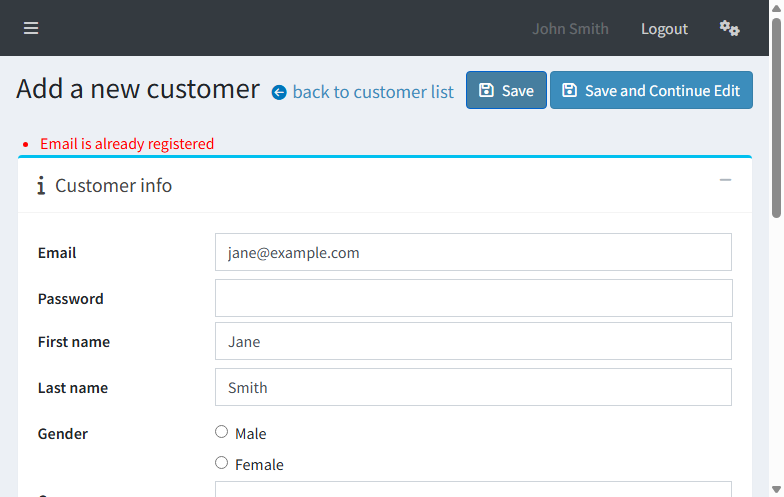 John Smith Logout
Add a new customer back to customer list Save Save and Continue Edit
Email is already registered
Customer info
Email jane@example.com
Password
First name Jane
Last name Smith
Gender Male
Female